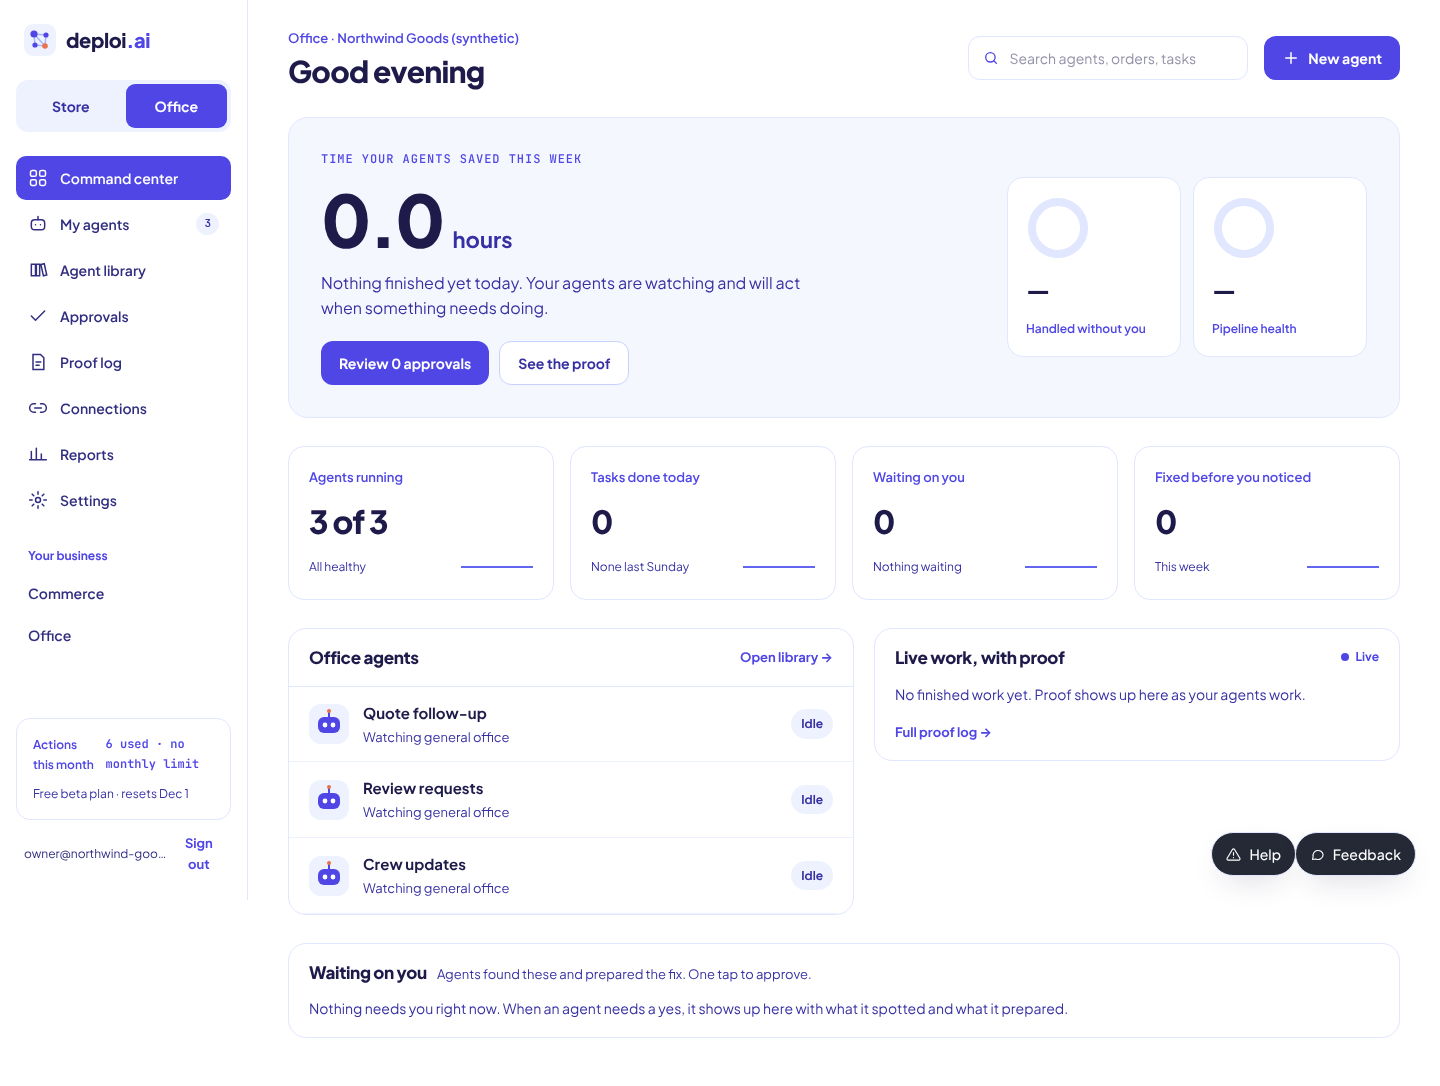 deploi.ai
Store
Office
Command center
My agents
3
Agent library
Approvals
Proof log
Connections
Reports
Settings
Your business
Commerce
Office
Actions this month
6 used · no monthly limit
Free beta plan · resets Dec 1
owner@northwind-goo...
Sign out
Office · Northwind Goods (synthetic)
Good evening
Search agents, orders, tasks
New agent
TIME YOUR AGENTS SAVED THIS WEEK
0.0 hours
Nothing finished yet today. Your agents are watching and will act
when something needs doing.
Review 0 approvals
See the proof
—
Handled without you
—
Pipeline health
Agents running
3 of 3
All healthy
Tasks done today
0
None last Sunday
Waiting on you
0
Nothing waiting
Fixed before you noticed
0
This week
Office agents
Open library →
Quote follow-up
Watching general office
Idle
Review requests
Watching general office
Idle
Crew updates
Watching general office
Idle
Live work, with proof
Live
No finished work yet. Proof shows up here as your agents work.
Full proof log →
Help
Feedback
Waiting on you Agents found these and prepared the fix. One tap to approve.
Nothing needs you right now. When an agent needs a yes, it shows up here with what it spotted and what it prepared.